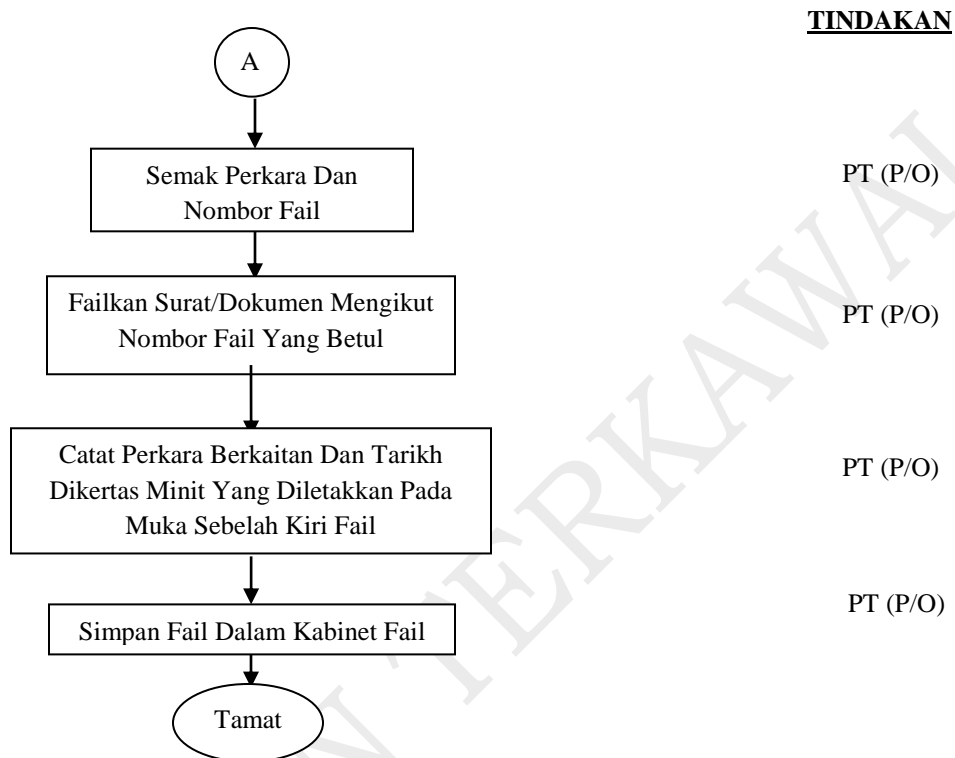 TINDAKAN
A
Semak Perkara Dan
Nombor Fail
PT (P/O)
Failkan Surat/Dokumen Mengikut
Nombor Fail Yang Betul
PT (P/O)
Catat Perkara Berkaitan Dan Tarikh
Dikertas Minit Yang Diletakkan Pada
Muka Sebelah Kiri Fail
PT (P/O)
Simpan Fail Dalam Kabinet Fail
PT (P/O)
Tamat
N TERKAWAL